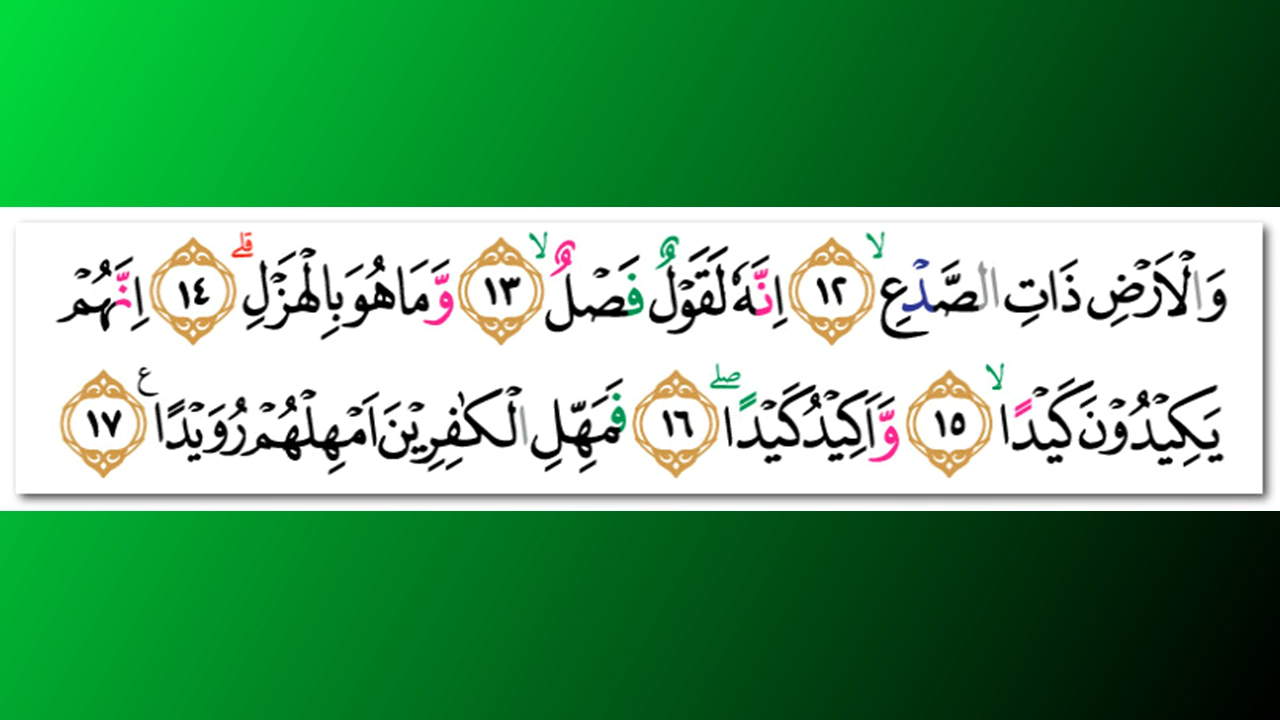 وَالْاَرْضِ ذَاتِ الصَّدْعِۙ ١٢ اِنَّهٗ لَقَوْلٌ فَصْلٌۙ ١٣ وَّمَا هُوَبِالْهَزْلِۗ ١٤ اِنَّهُمْ
يَكِيْدُوْنَ كَيْدًاۙ ١٥ وَّاَكِيْدُ كَيْدًاۖ ١٦ فَمَهِّلِ الْكٰفِرِيْنَ اَمْهِلْهُمْ رُوَيْدًا ࣖ ١٧